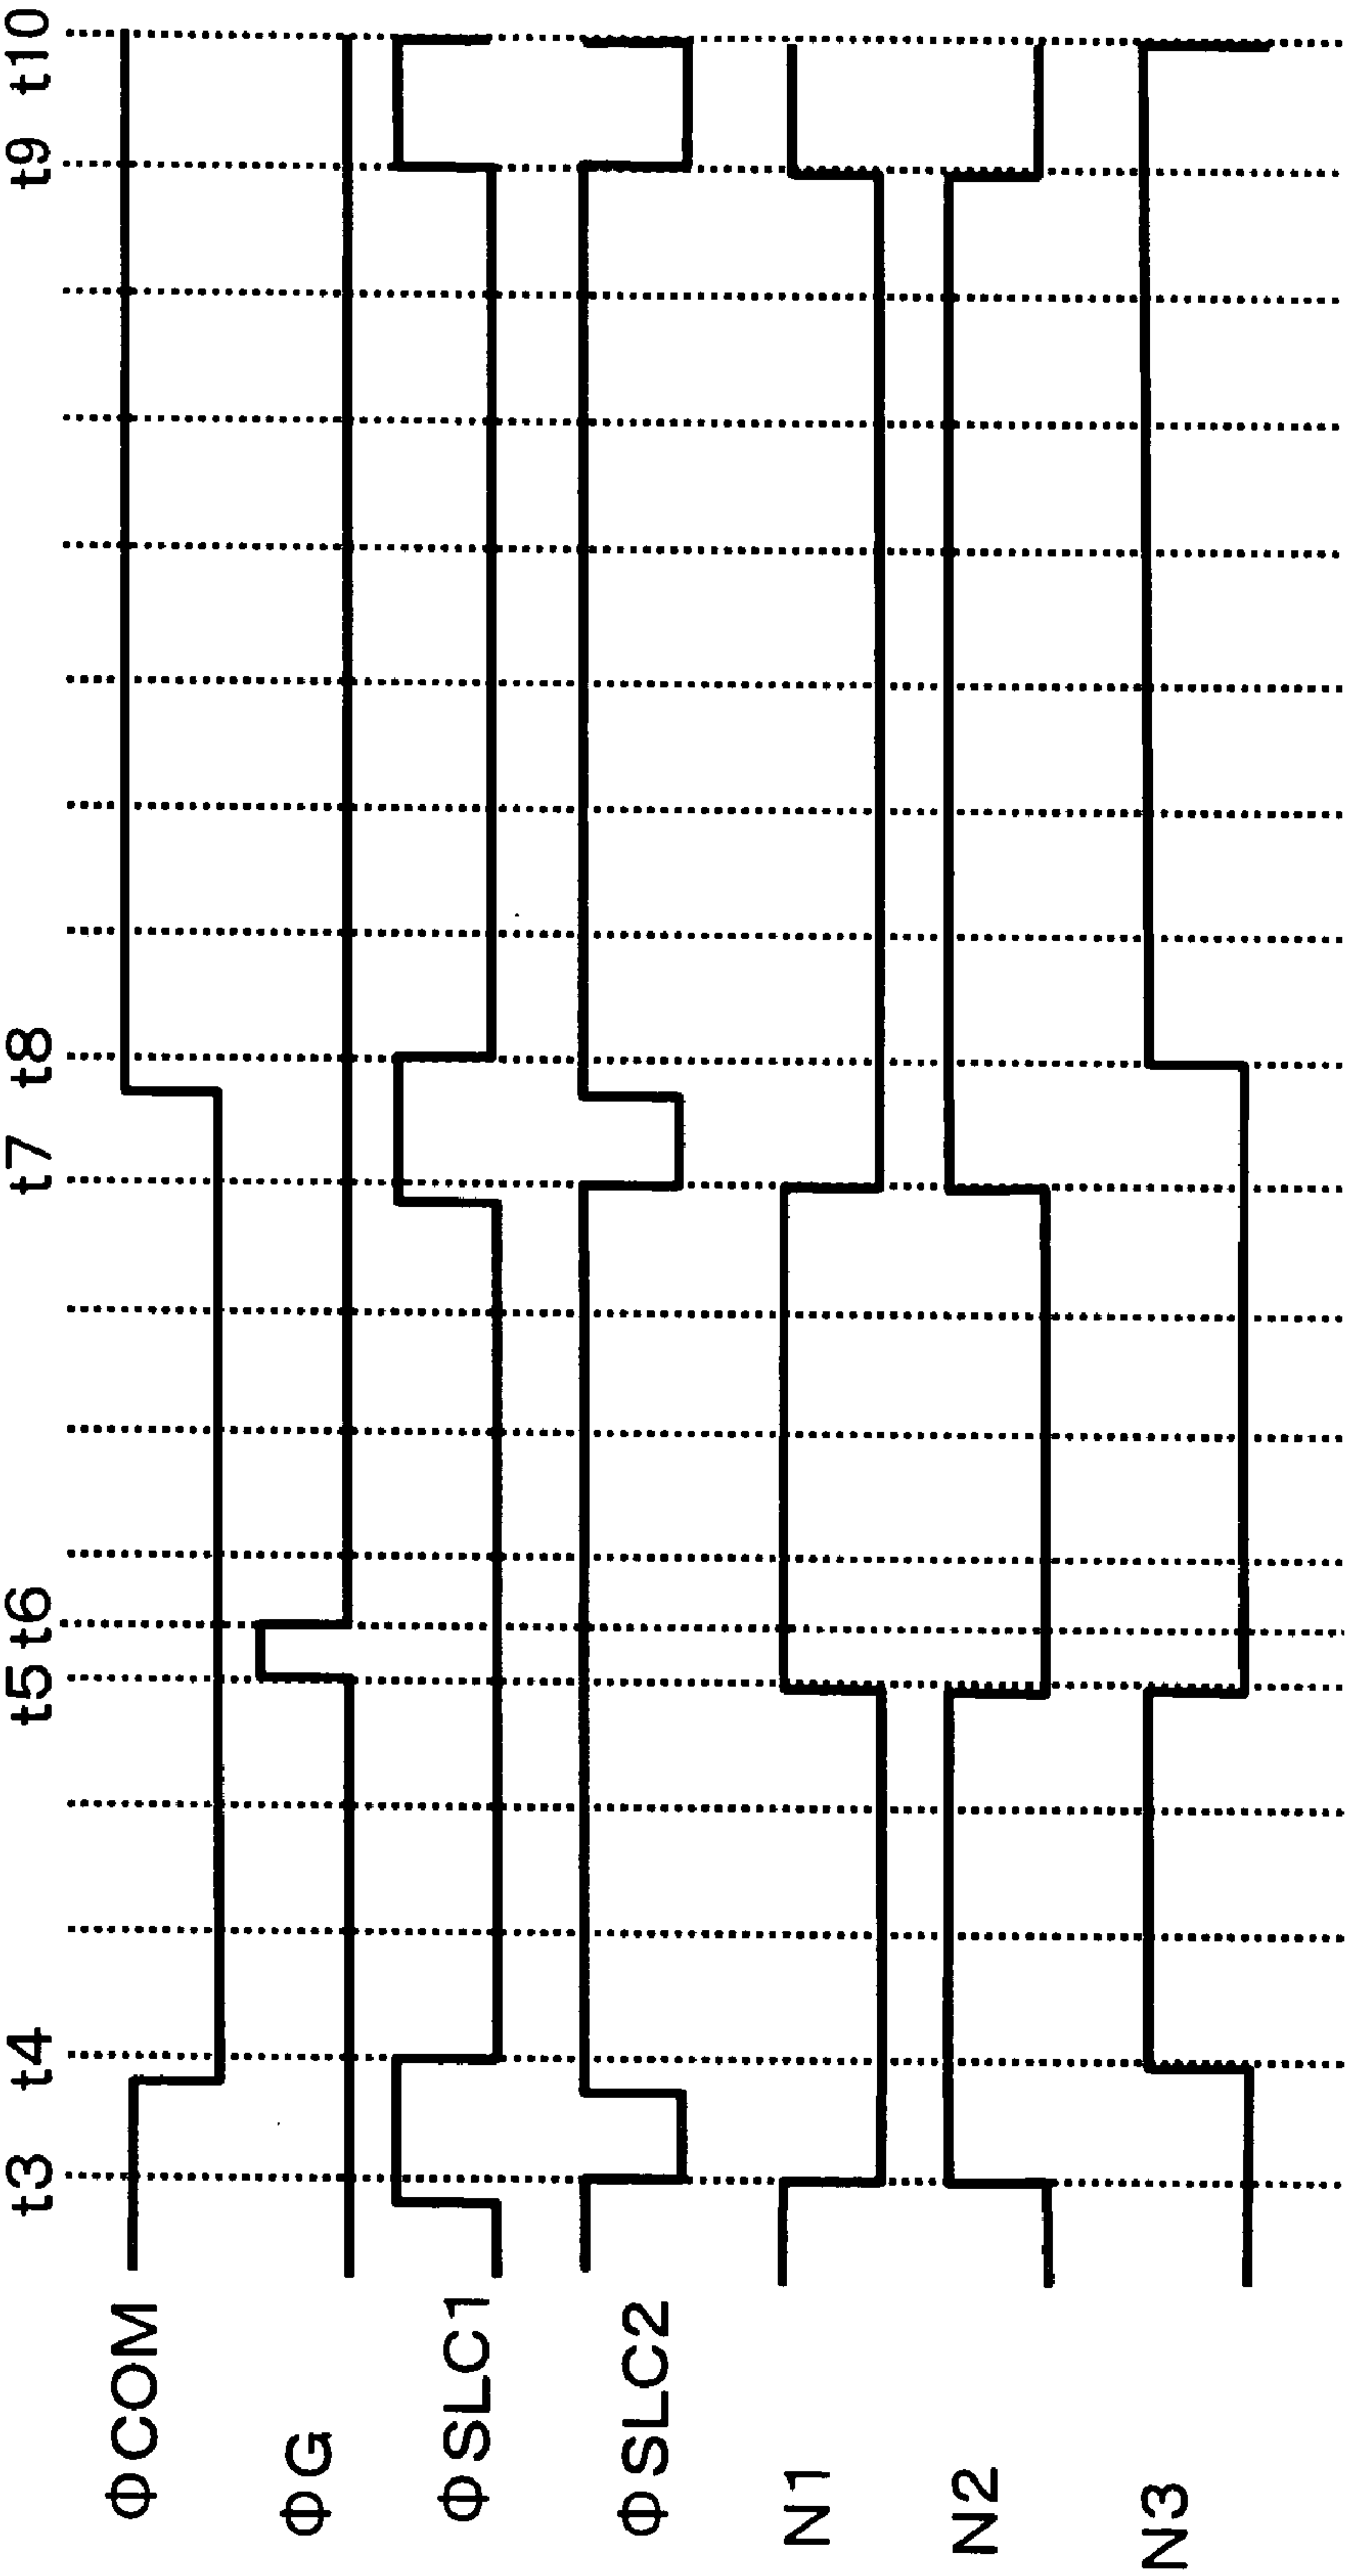 t3 t4 t5 t6 t7 t8 t9 t10
ΦCOM
ΦG
ΦSLC1
ΦSLC2
N1
N2
N3